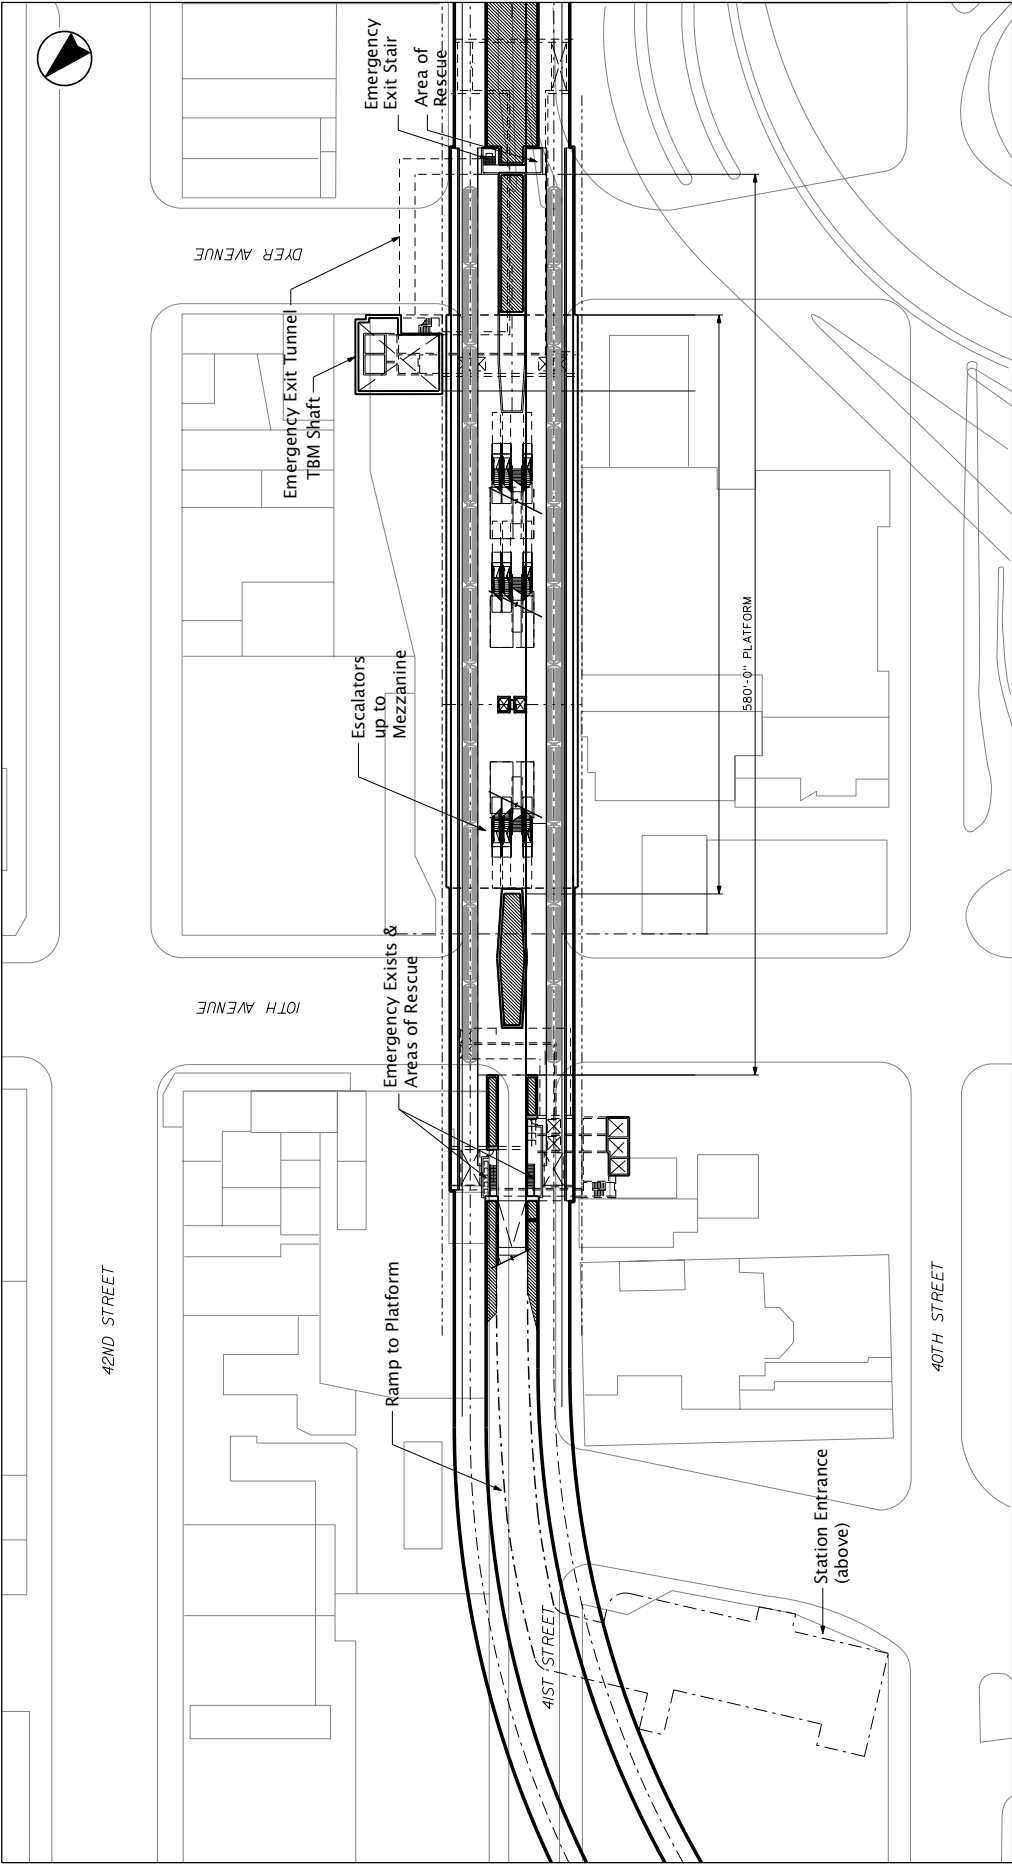 Emergency
Exit Stair
Area of
Rescue
DYER AVENUE
Emergency Exit Tunnel
TBM Shaft
Escalators
up to
Mezzanine
580'-0" PLATFORM
Emergency Exists &
Areas of Rescue
10TH AVENUE
42ND STREET
Ramp to Platform
40TH STREET
Station Entrance
(above)
41ST STREET